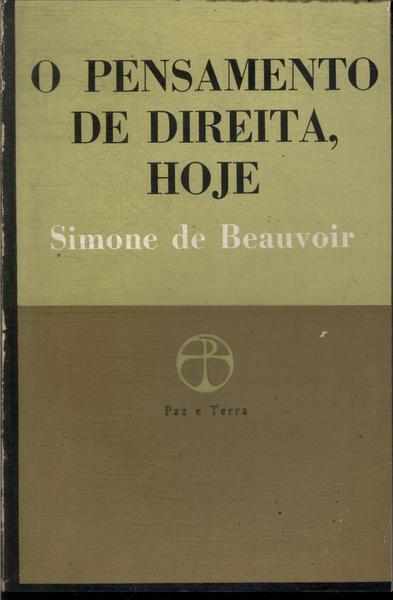 O PENSAMENTO
DE DIREITA,
HOJE
Simone de Beauvoir
Paz e Terra